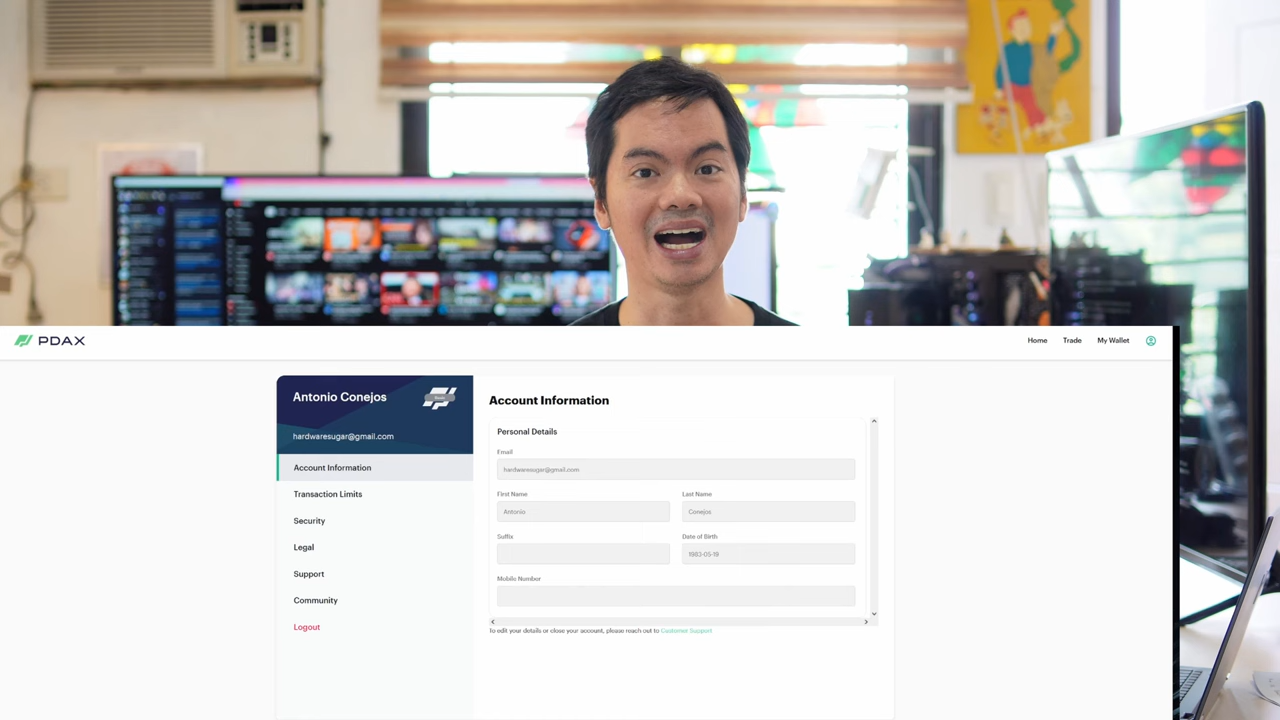 PDAX
Home Trade My Wallet
Antonio Conejos
hardwaresugar@gmail.com
Account Information
Transaction Limits
Security
Legal
Support
Community
Logout
Account Information
Personal Details
Email
hardwaresugar@gmail.com
First Name Last Name
Antonio Conejos
Suffix Date of Birth
1983-05-19
Mobile Number
To edit your details or close your account, please reach out to Customer Support